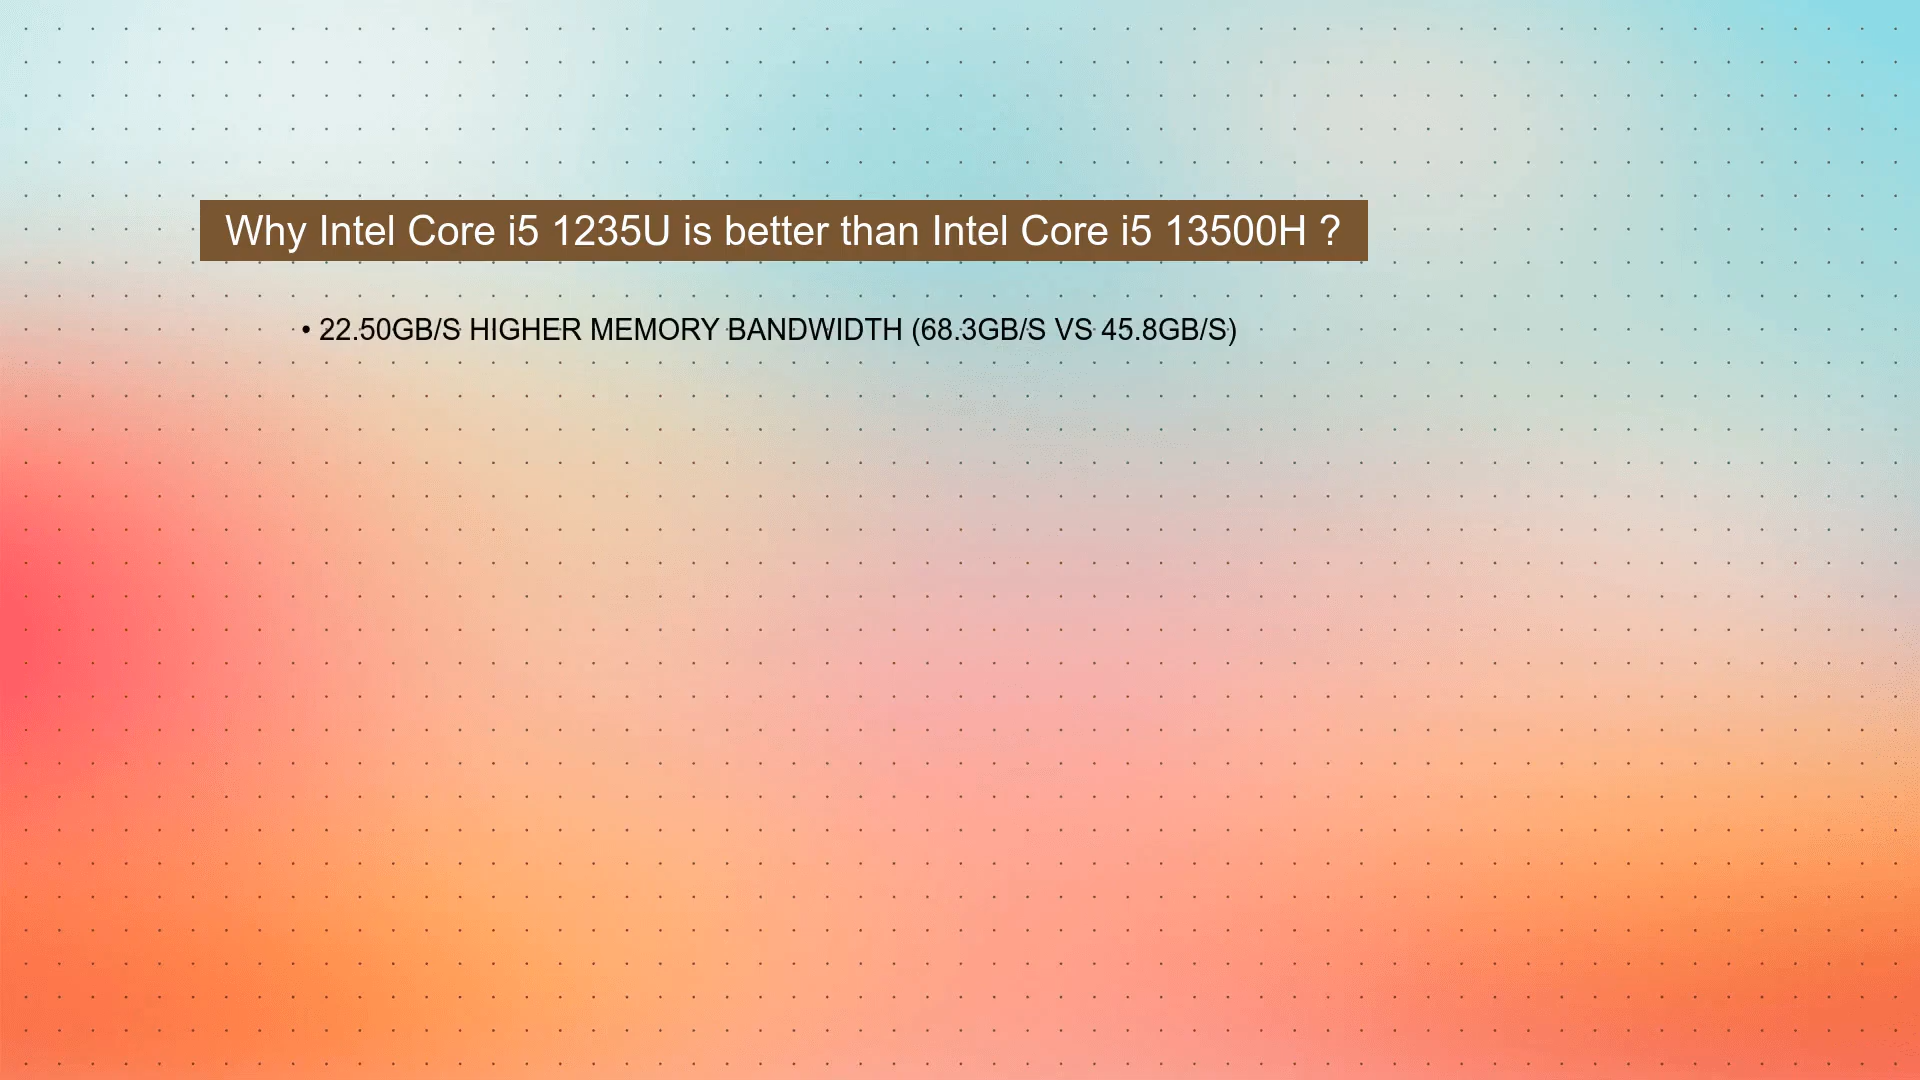 Why Intel Core i5 1235U is better than Intel Core i5 13500H ?
• 22.50GB/S HIGHER MEMORY BANDWIDTH (68.3GB/S VS 45.8GB/S)